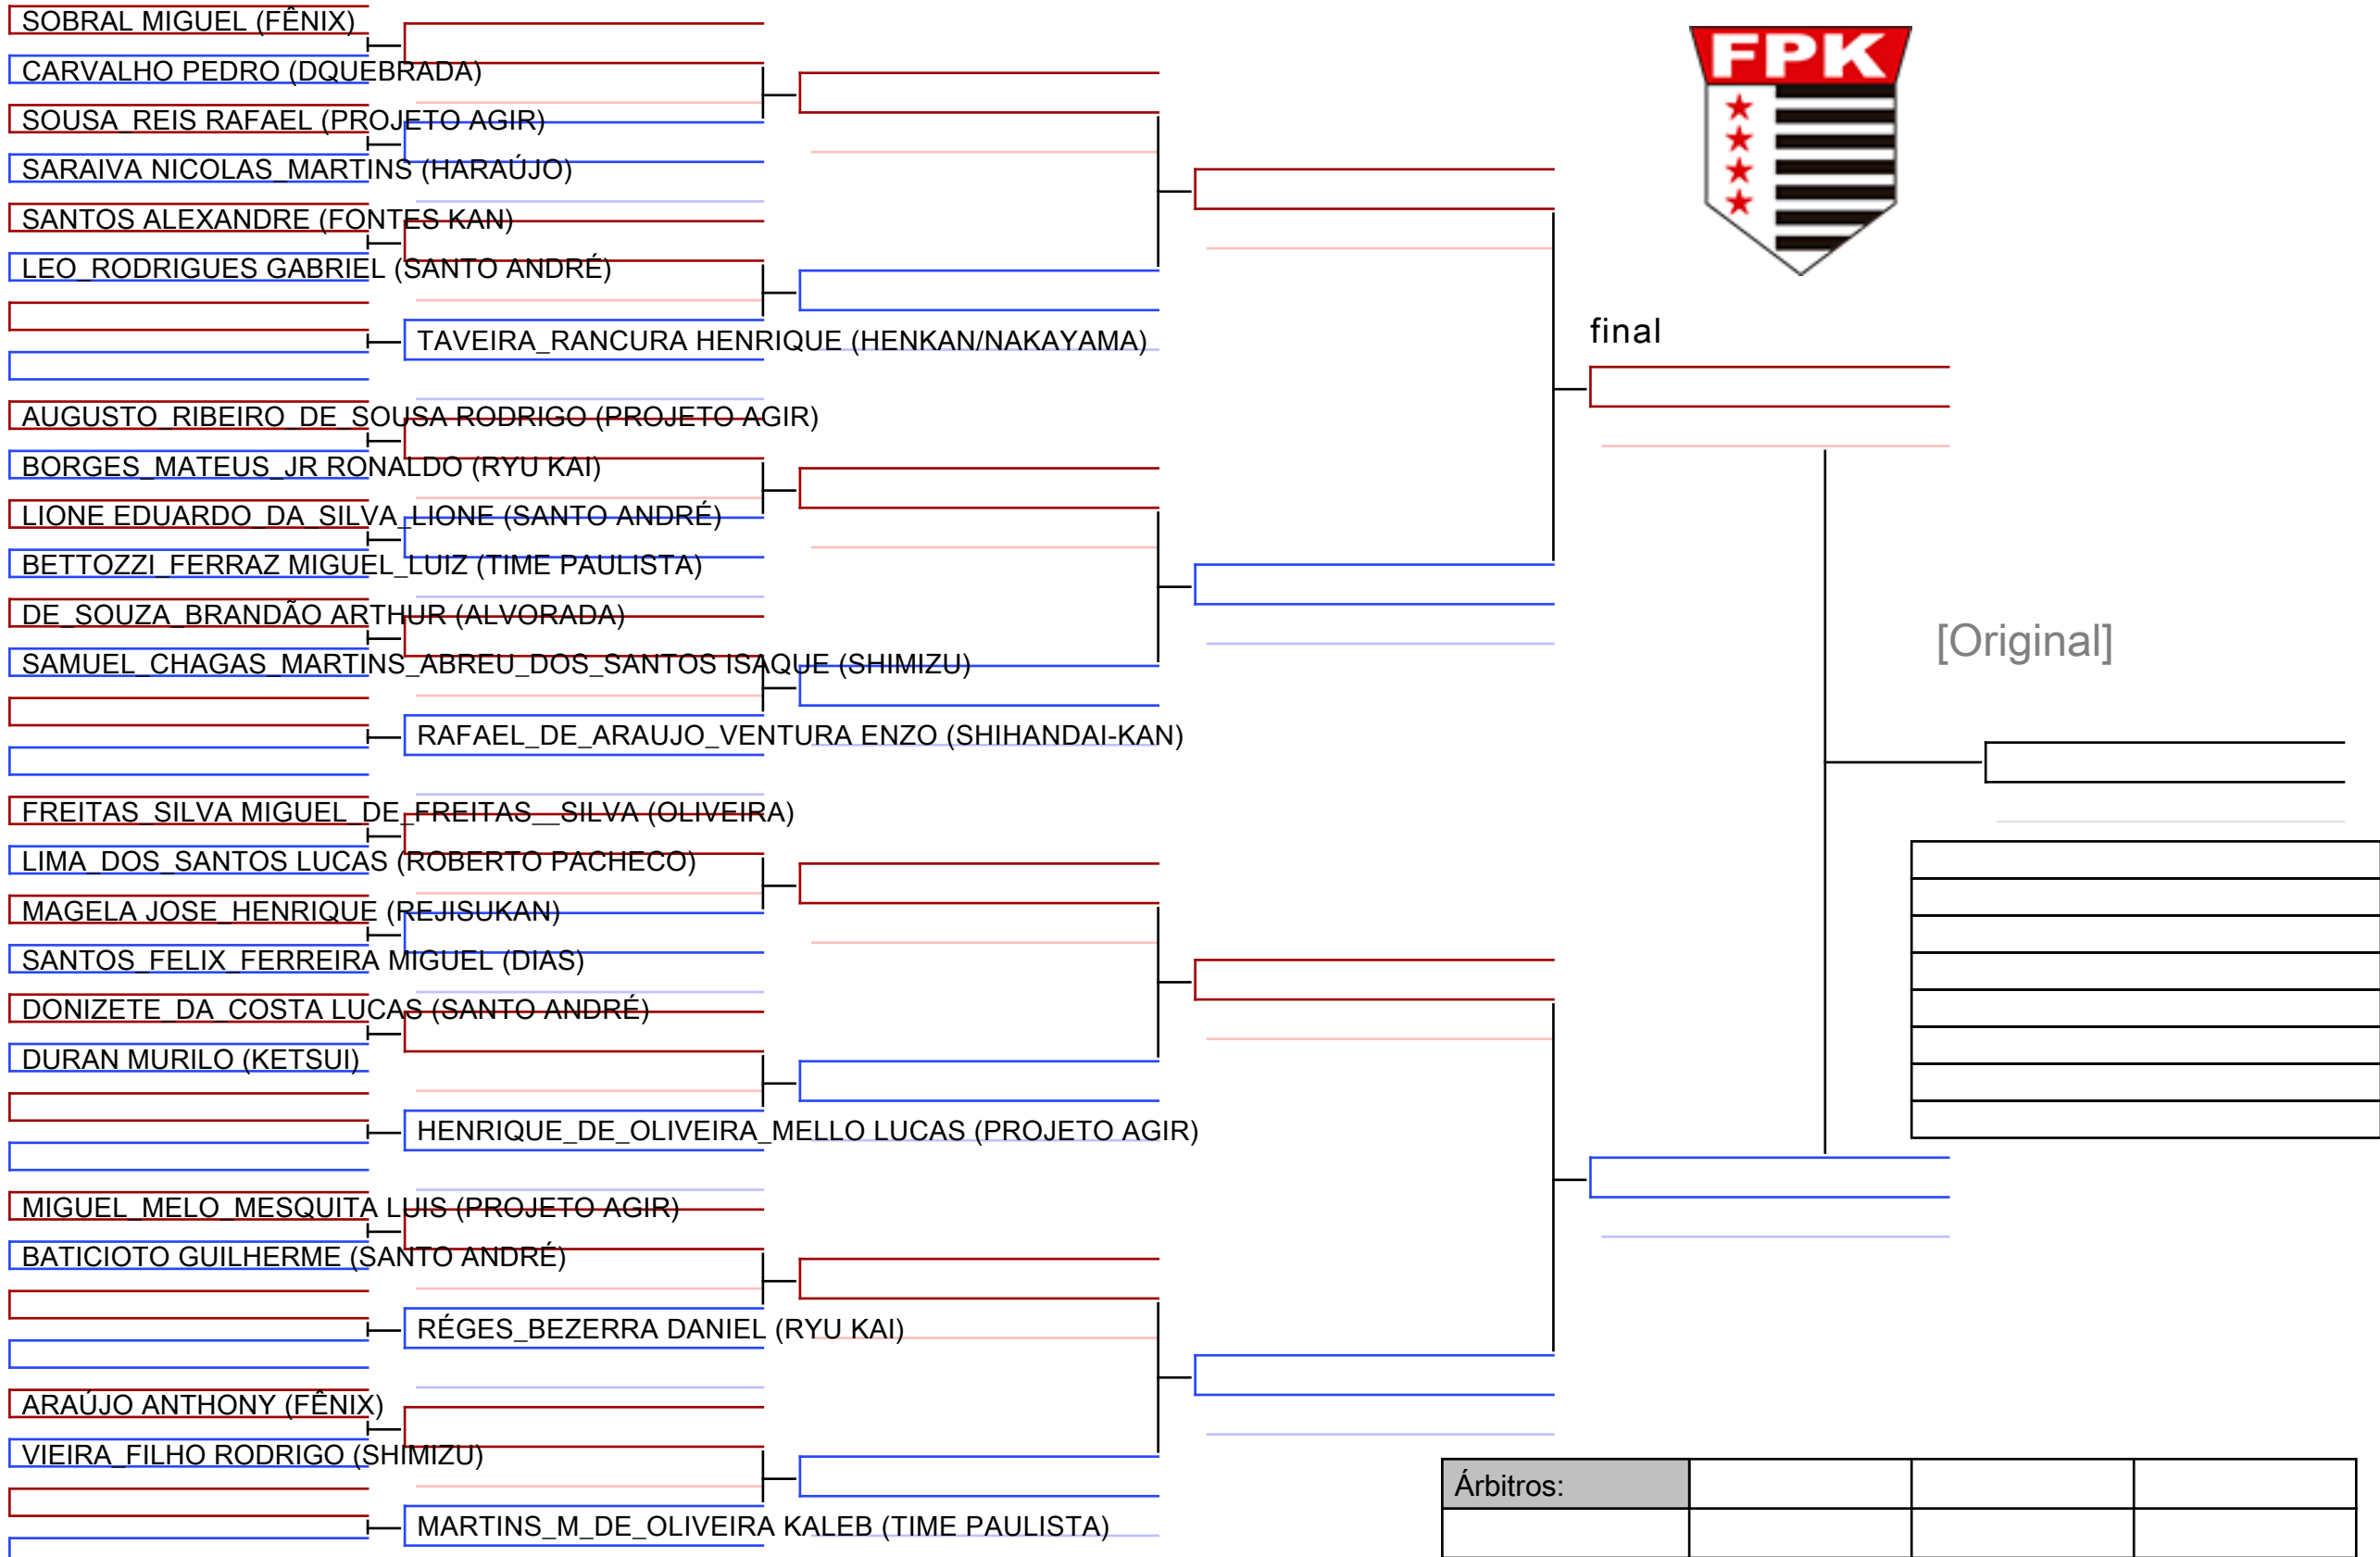 SOBRAL MIGUEL (FÊNIX)
CARVALHO PEDRO (DQUEBRADA)
SOUSA_REIS RAFAEL (PROJETO AGIR)
SARAIVA NICOLAS_MARTINS (HARAÚJO)
SANTOS ALEXANDRE (FONTES KAN)
LEO_RODRIGUES GABRIEL (SANTO ANDRÉ)
TAVEIRA_RANCURA HENRIQUE (HENKAN/NAKAYAMA)
AUGUSTO_RIBEIRO_DE_SOUSA RODRIGO (PROJETO AGIR)
BORGES_MATEUS_JR RONALDO (RYU KAI)
LIONE EDUARDO_DA_SILVA_LIONE (SANTO ANDRÉ)
BETTOZZI_FERRAZ MIGUEL_LUIZ (TIME PAULISTA)
DE_SOUZA_BRANDÃO ARTHUR (ALVORADA)
SAMUEL_CHAGAS_MARTINS_ABREU_DOS_SANTOS ISAQUE (SHIMIZU)
RAFAEL_DE_ARAUJO_VENTURA ENZO (SHIHANDAI-KAN)
FREITAS_SILVA MIGUEL_DE_FREITAS__SILVA (OLIVEIRA)
LIMA_DOS_SANTOS LUCAS (ROBERTO PACHECO)
MAGELA JOSE_HENRIQUE (REJISUKAN)
SANTOS_FELIX_FERREIRA MIGUEL (DIAS)
DONIZETE_DA_COSTA LUCAS (SANTO ANDRÉ)
DURAN MURILO (KETSUI)
HENRIQUE_DE_OLIVEIRA_MELLO LUCAS (PROJETO AGIR)
MIGUEL_MELO_MESQUITA LUIS (PROJETO AGIR)
BATICIOTO GUILHERME (SANTO ANDRÉ)
RÉGES_BEZERRA DANIEL (RYU KAI)
ARAÚJO ANTHONY (FÊNIX)
VIEIRA_FILHO RODRIGO (SHIMIZU)
MARTINS_M_DE_OLIVEIRA KALEB (TIME PAULISTA)
FPK
final
[Original]
Árbitros: